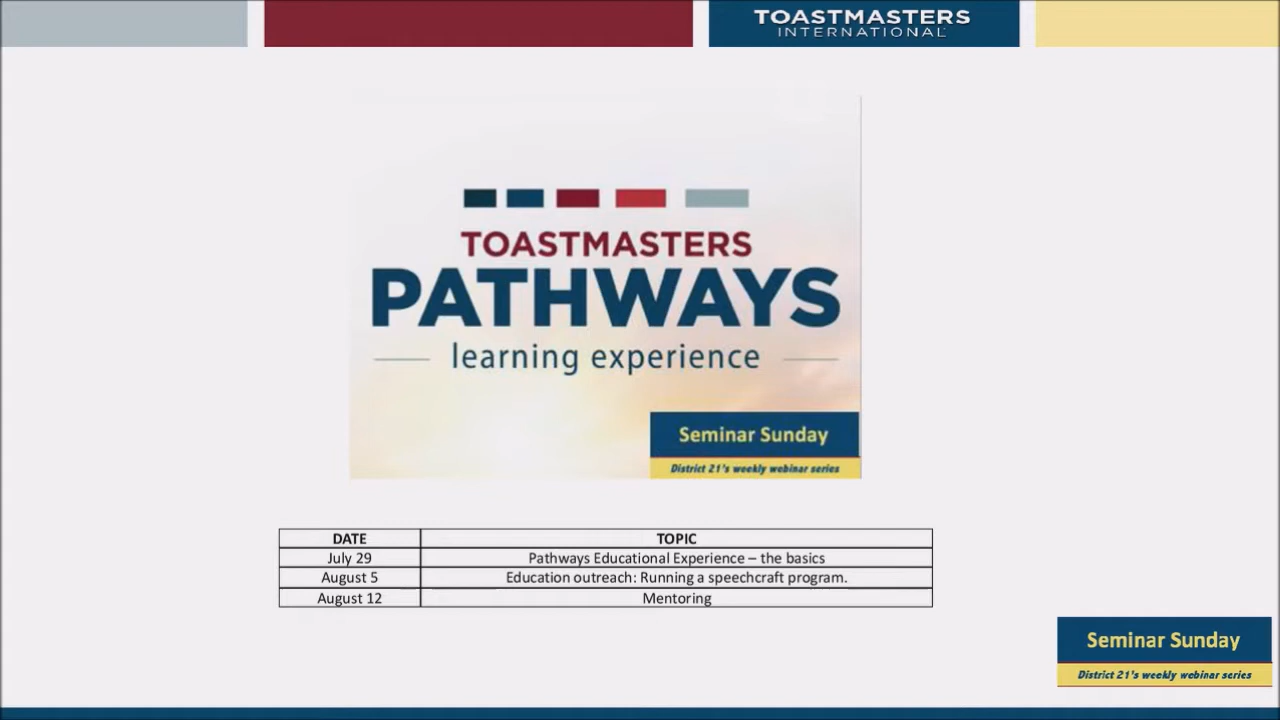 TOASTMASTERS
INTERNATIONAL
TOASTMASTERS
PATHWAYS
learning experience
Seminar Sunday
District 21's weekly webinar series
DATE TOPIC
July 29 Pathways Educational Experience – the basics
August 5 Education outreach: Running a speechcraft program.
August 12 Mentoring
Seminar Sunday
District 21's weekly webinar series